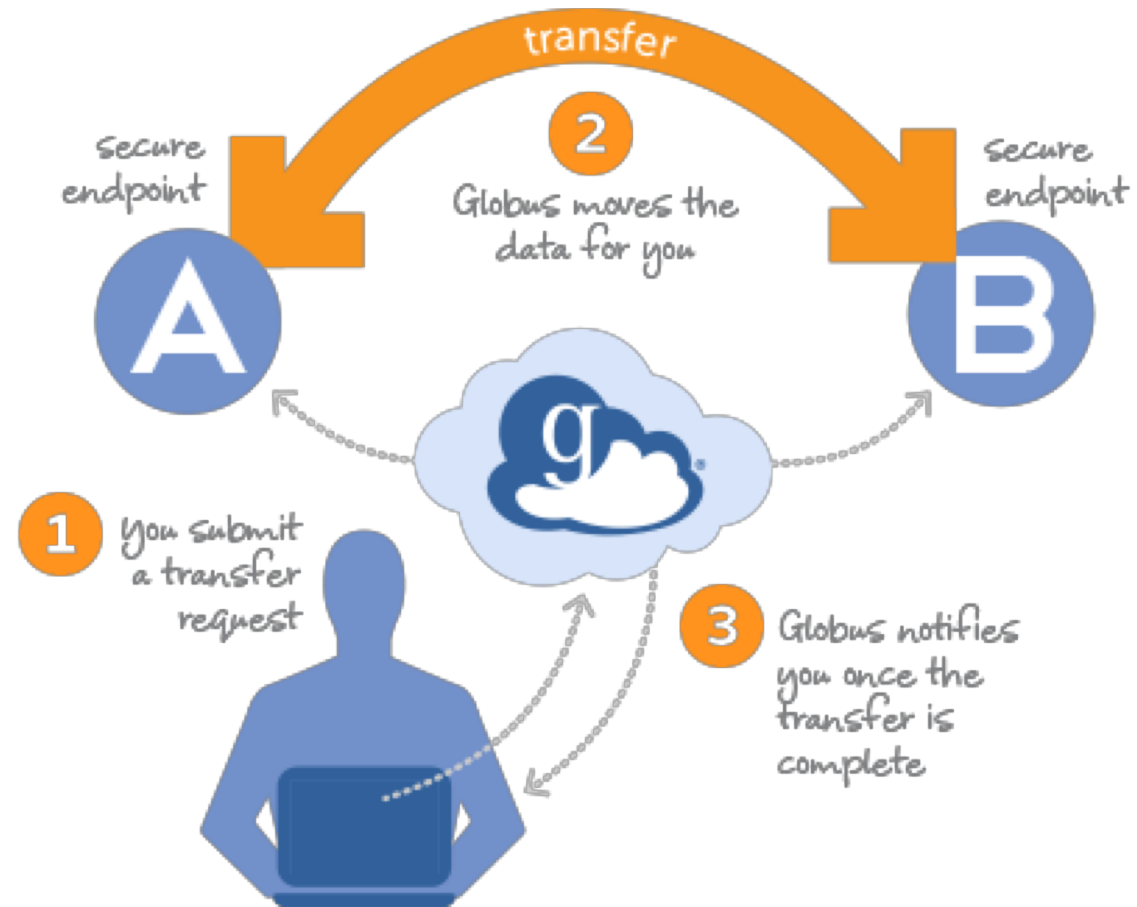 transfer
2
secure
endpoint
Globus moves the
data for you
secure
endpoint
A
B
g
®
1
You submit
a transfer
request
3
Globus notifies
you once the
transfer is
complete